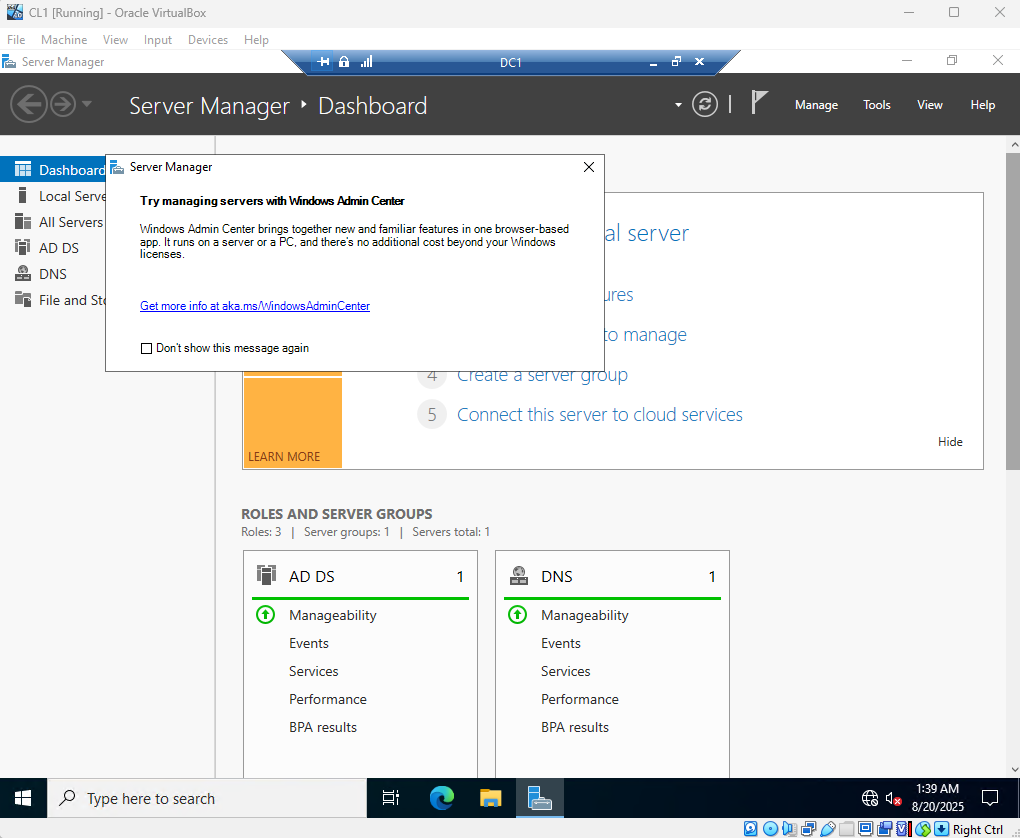 CL1 [Running] - Oracle VirtualBox
File Machine View Input Devices Help
Server Manager
DC1
Server Manager Dashboard
Manage Tools View Help
Dashboard
Local Serve
All Servers
AD DS
DNS
File and Sto
Server Manager
Try managing servers with Windows Admin Center
Windows Admin Center brings together new and familiar features in one browser-based
app. It runs on a server or a PC, and there's no additional cost beyond your Windows
licenses.
Get more info at aka.ms/WindowsAdminCenter
Don't show this message again
al server
ures
to manage
4 Create a server group
5 Connect this server to cloud services
LEARN MORE
Hide
ROLES AND SERVER GROUPS
Roles: 3 | Server groups: 1 | Servers total: 1
AD DS 1
Manageability
Events
Services
Performance
BPA results
DNS 1
Manageability
Events
Services
Performance
BPA results
Type here to search
1:39 AM
8/20/2025
Right Ctrl